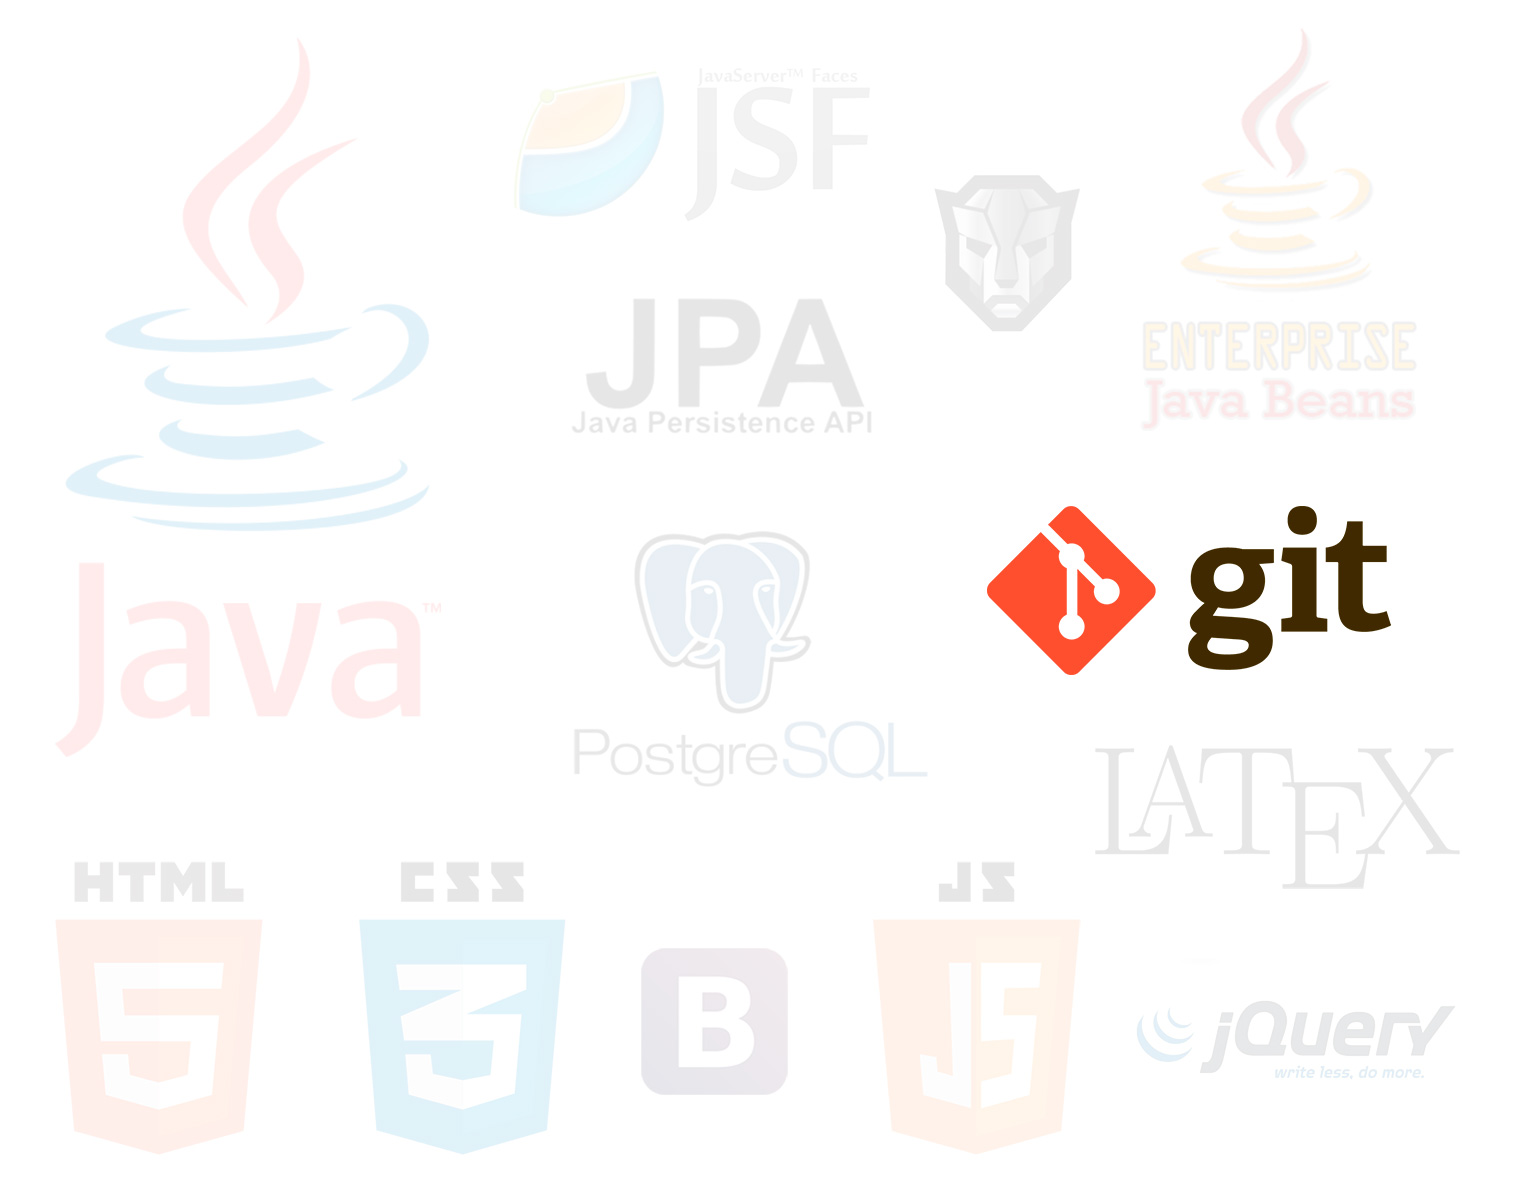 JavaServer™ Faces
JSF
JPA
Java Persistence API
ENTERPRISE
Java Beans
Java™
git
PostgreSQL
LATEX
HTML
5
CSS
3
B
JS
JS
jQuery
write less, do more.